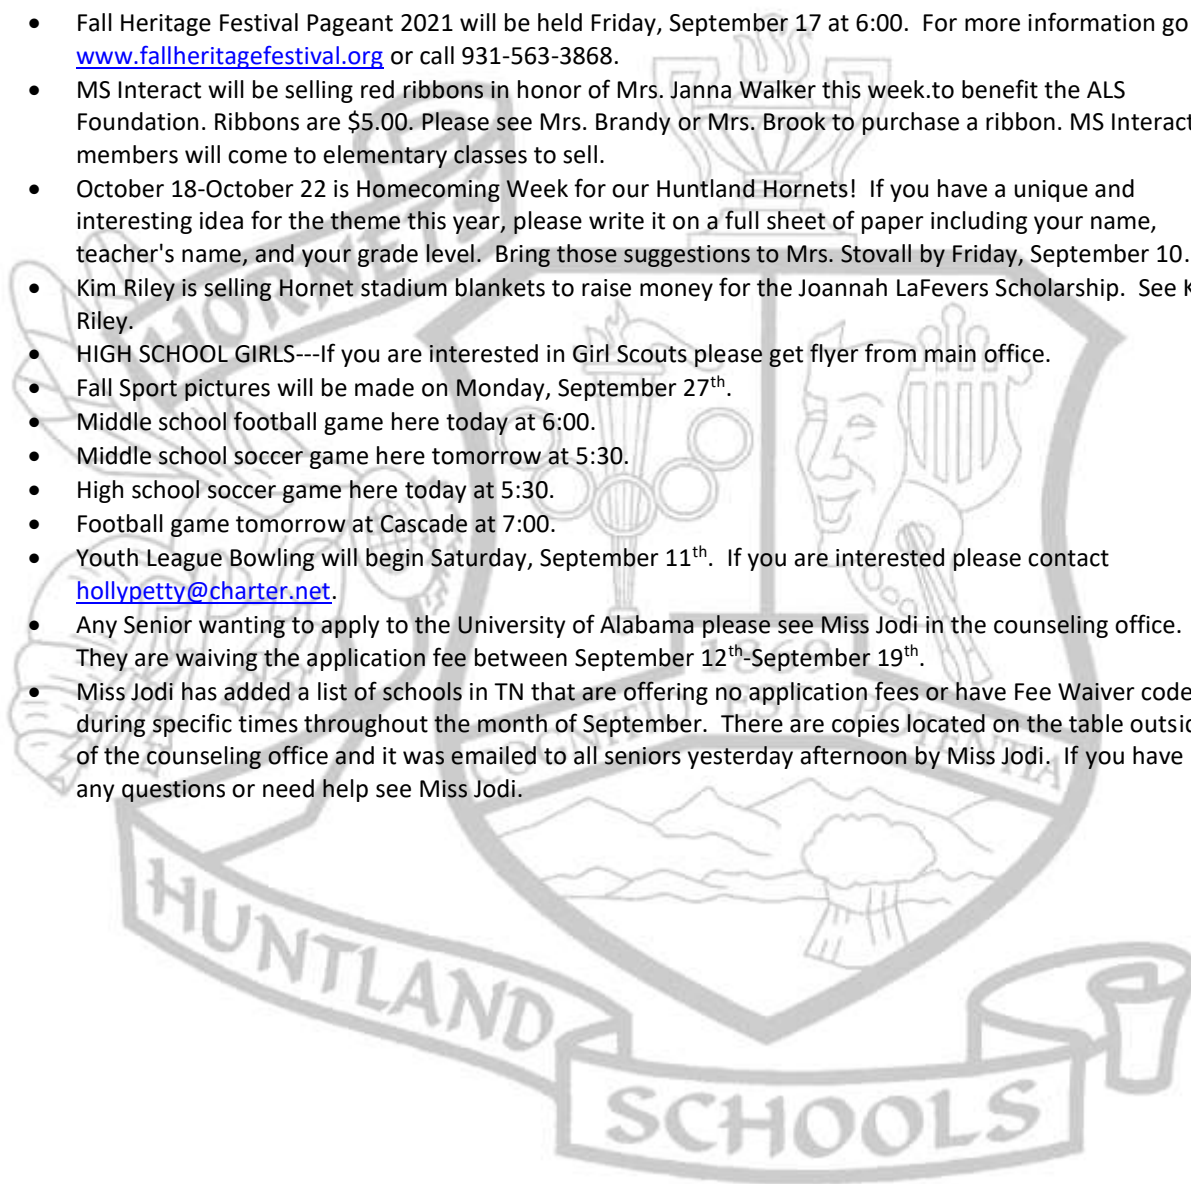 • Fall Heritage Festival Pageant 2021 will be held Friday, September 17 at 6:00.  For more information go
www.fallheritagefestival.org or call 931-563-3868.
• MS Interact will be selling red ribbons in honor of Mrs. Janna Walker this week.to benefit the ALS
Foundation. Ribbons are $5.00. Please see Mrs. Brandy or Mrs. Brook to purchase a ribbon. MS Interact
members will come to elementary classes to sell.
• October 18-October 22 is Homecoming Week for our Huntland Hornets!  If you have a unique and
interesting idea for the theme this year, please write it on a full sheet of paper including your name,
teacher's name, and your grade level.  Bring those suggestions to Mrs. Stovall by Friday, September 10.
• Kim Riley is selling Hornet stadium blankets to raise money for the Joannah LaFevers Scholarship.  See
Riley.
• HIGH SCHOOL GIRLS---If you are interested in Girl Scouts please get flyer from main office.
• Fall Sport pictures will be made on Monday, September 27th.
• Middle school football game here today at 6:00.
• Middle school soccer game here tomorrow at 5:30.
• High school soccer game here today at 5:30.
• Football game tomorrow at Cascade at 7:00.
• Youth League Bowling will begin Saturday, September 11th.  If you are interested please contact
hollypetty@charter.net.
• Any Senior wanting to apply to the University of Alabama please see Miss Jodi in the counseling office.
They are waiving the application fee between September 12th-September 19th.
• Miss Jodi has added a list of schools in TN that are offering no application fees or have Fee Waiver code
during specific times throughout the month of September.  There are copies located on the table outsid
of the counseling office and it was emailed to all seniors yesterday afternoon by Miss Jodi.  If you have
any questions or need help see Miss Jodi.
HORNETS
1869
COGNITIO EST POTENTIA
HUNTLAND
SCHOOLS